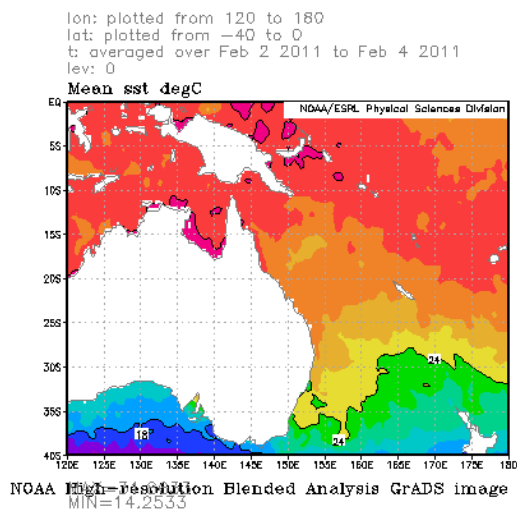 lon: plotted from 120 to 180
lat: plotted from -40 to 0
t: averaged over Feb 2 2011 to Feb 4 2011
lev: 0
Mean sst degC
NOAA/ESRL Physical Sciences Division
EQ
5S
10S
15S
20S
25S
30S
24
35S
18
24
40S
120E 125E 130E 135E 140E 145E 150E 155E 160E 165E 170E 175E 180
NOAA High-resolution Blended Analysis GrADS image
MIN=14.2533